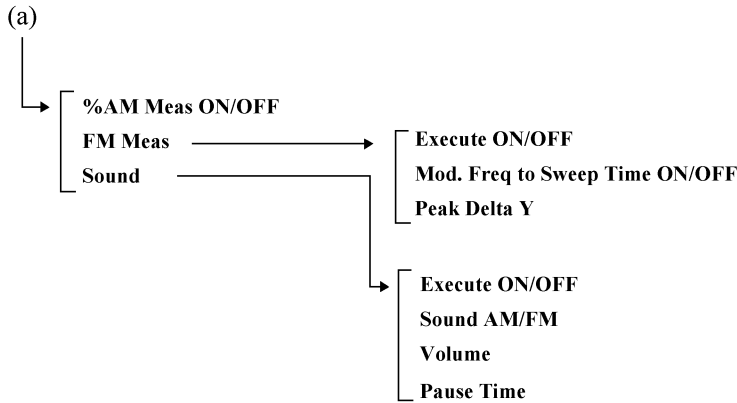 (a)
%AM Meas ON/OFF
FM Meas
Sound
Execute ON/OFF
Mod. Freq to Sweep Time ON/OFF
Peak Delta Y
Execute ON/OFF
Sound AM/FM
Volume
Pause Time